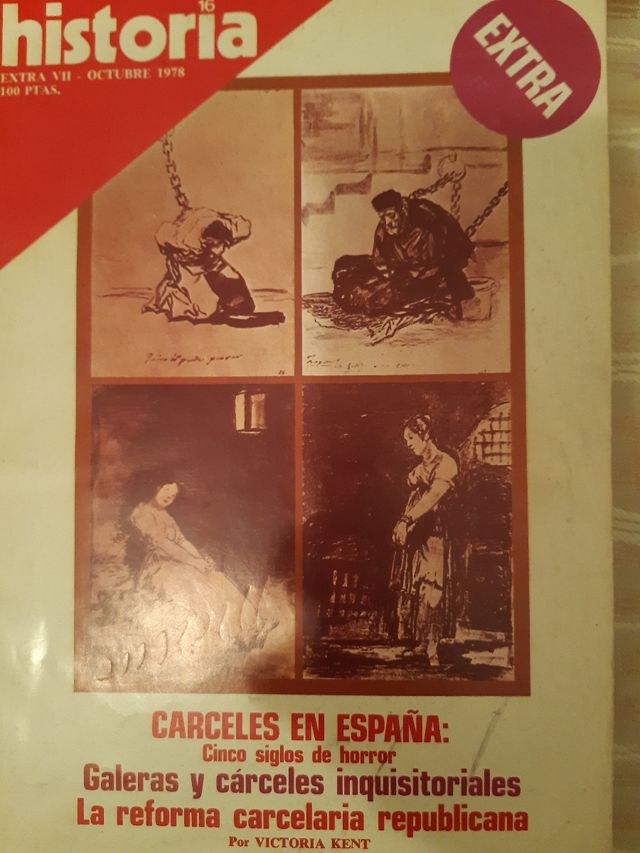 historia
16
EXTRA VII - OCTUBRE 1978
100 PTAS.
EXTRA
CARCELES EN ESPAÑA:
Cinco siglos de horror
Galeras y cárceles inquisitoriales
La reforma carcelaria republicana
Por VICTORIA KENT